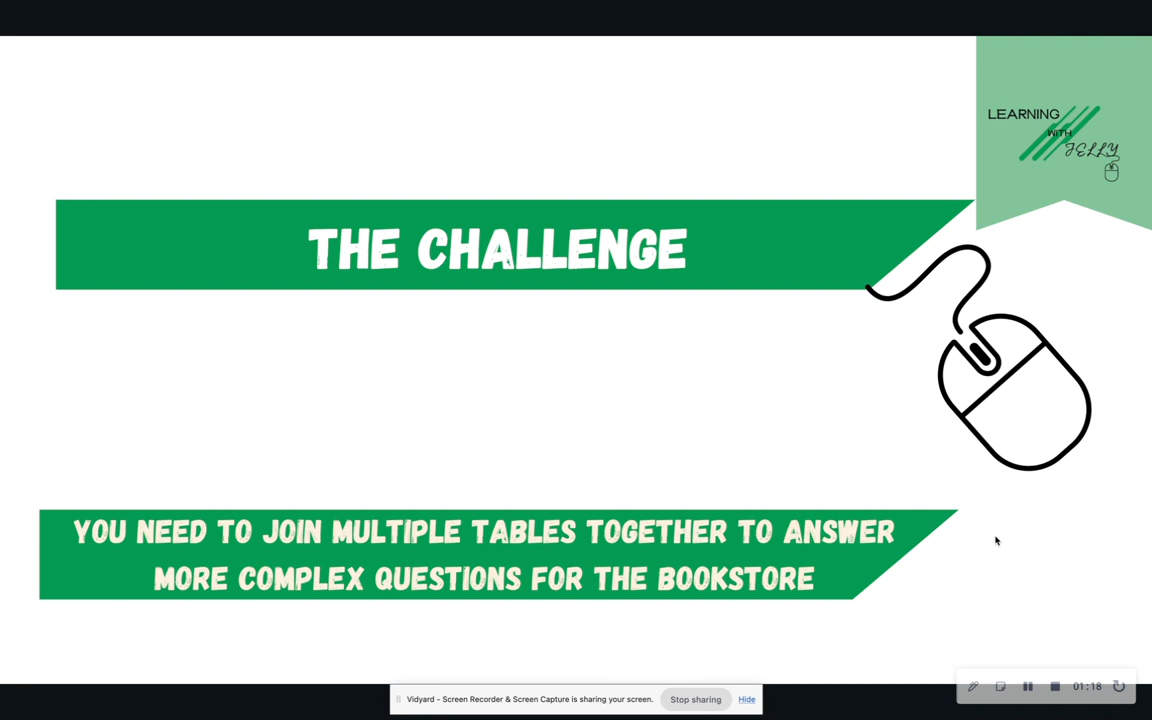 LEARNING
WITH
JELLY
THE CHALLENGE
YOU NEED TO JOIN MULTIPLE TABLES TOGETHER TO ANSWER
MORE COMPLEX QUESTIONS FOR THE BOOKSTORE
Vidyard - Screen Recorder & Screen Capture is sharing your screen. Stop sharing Hide
01:18